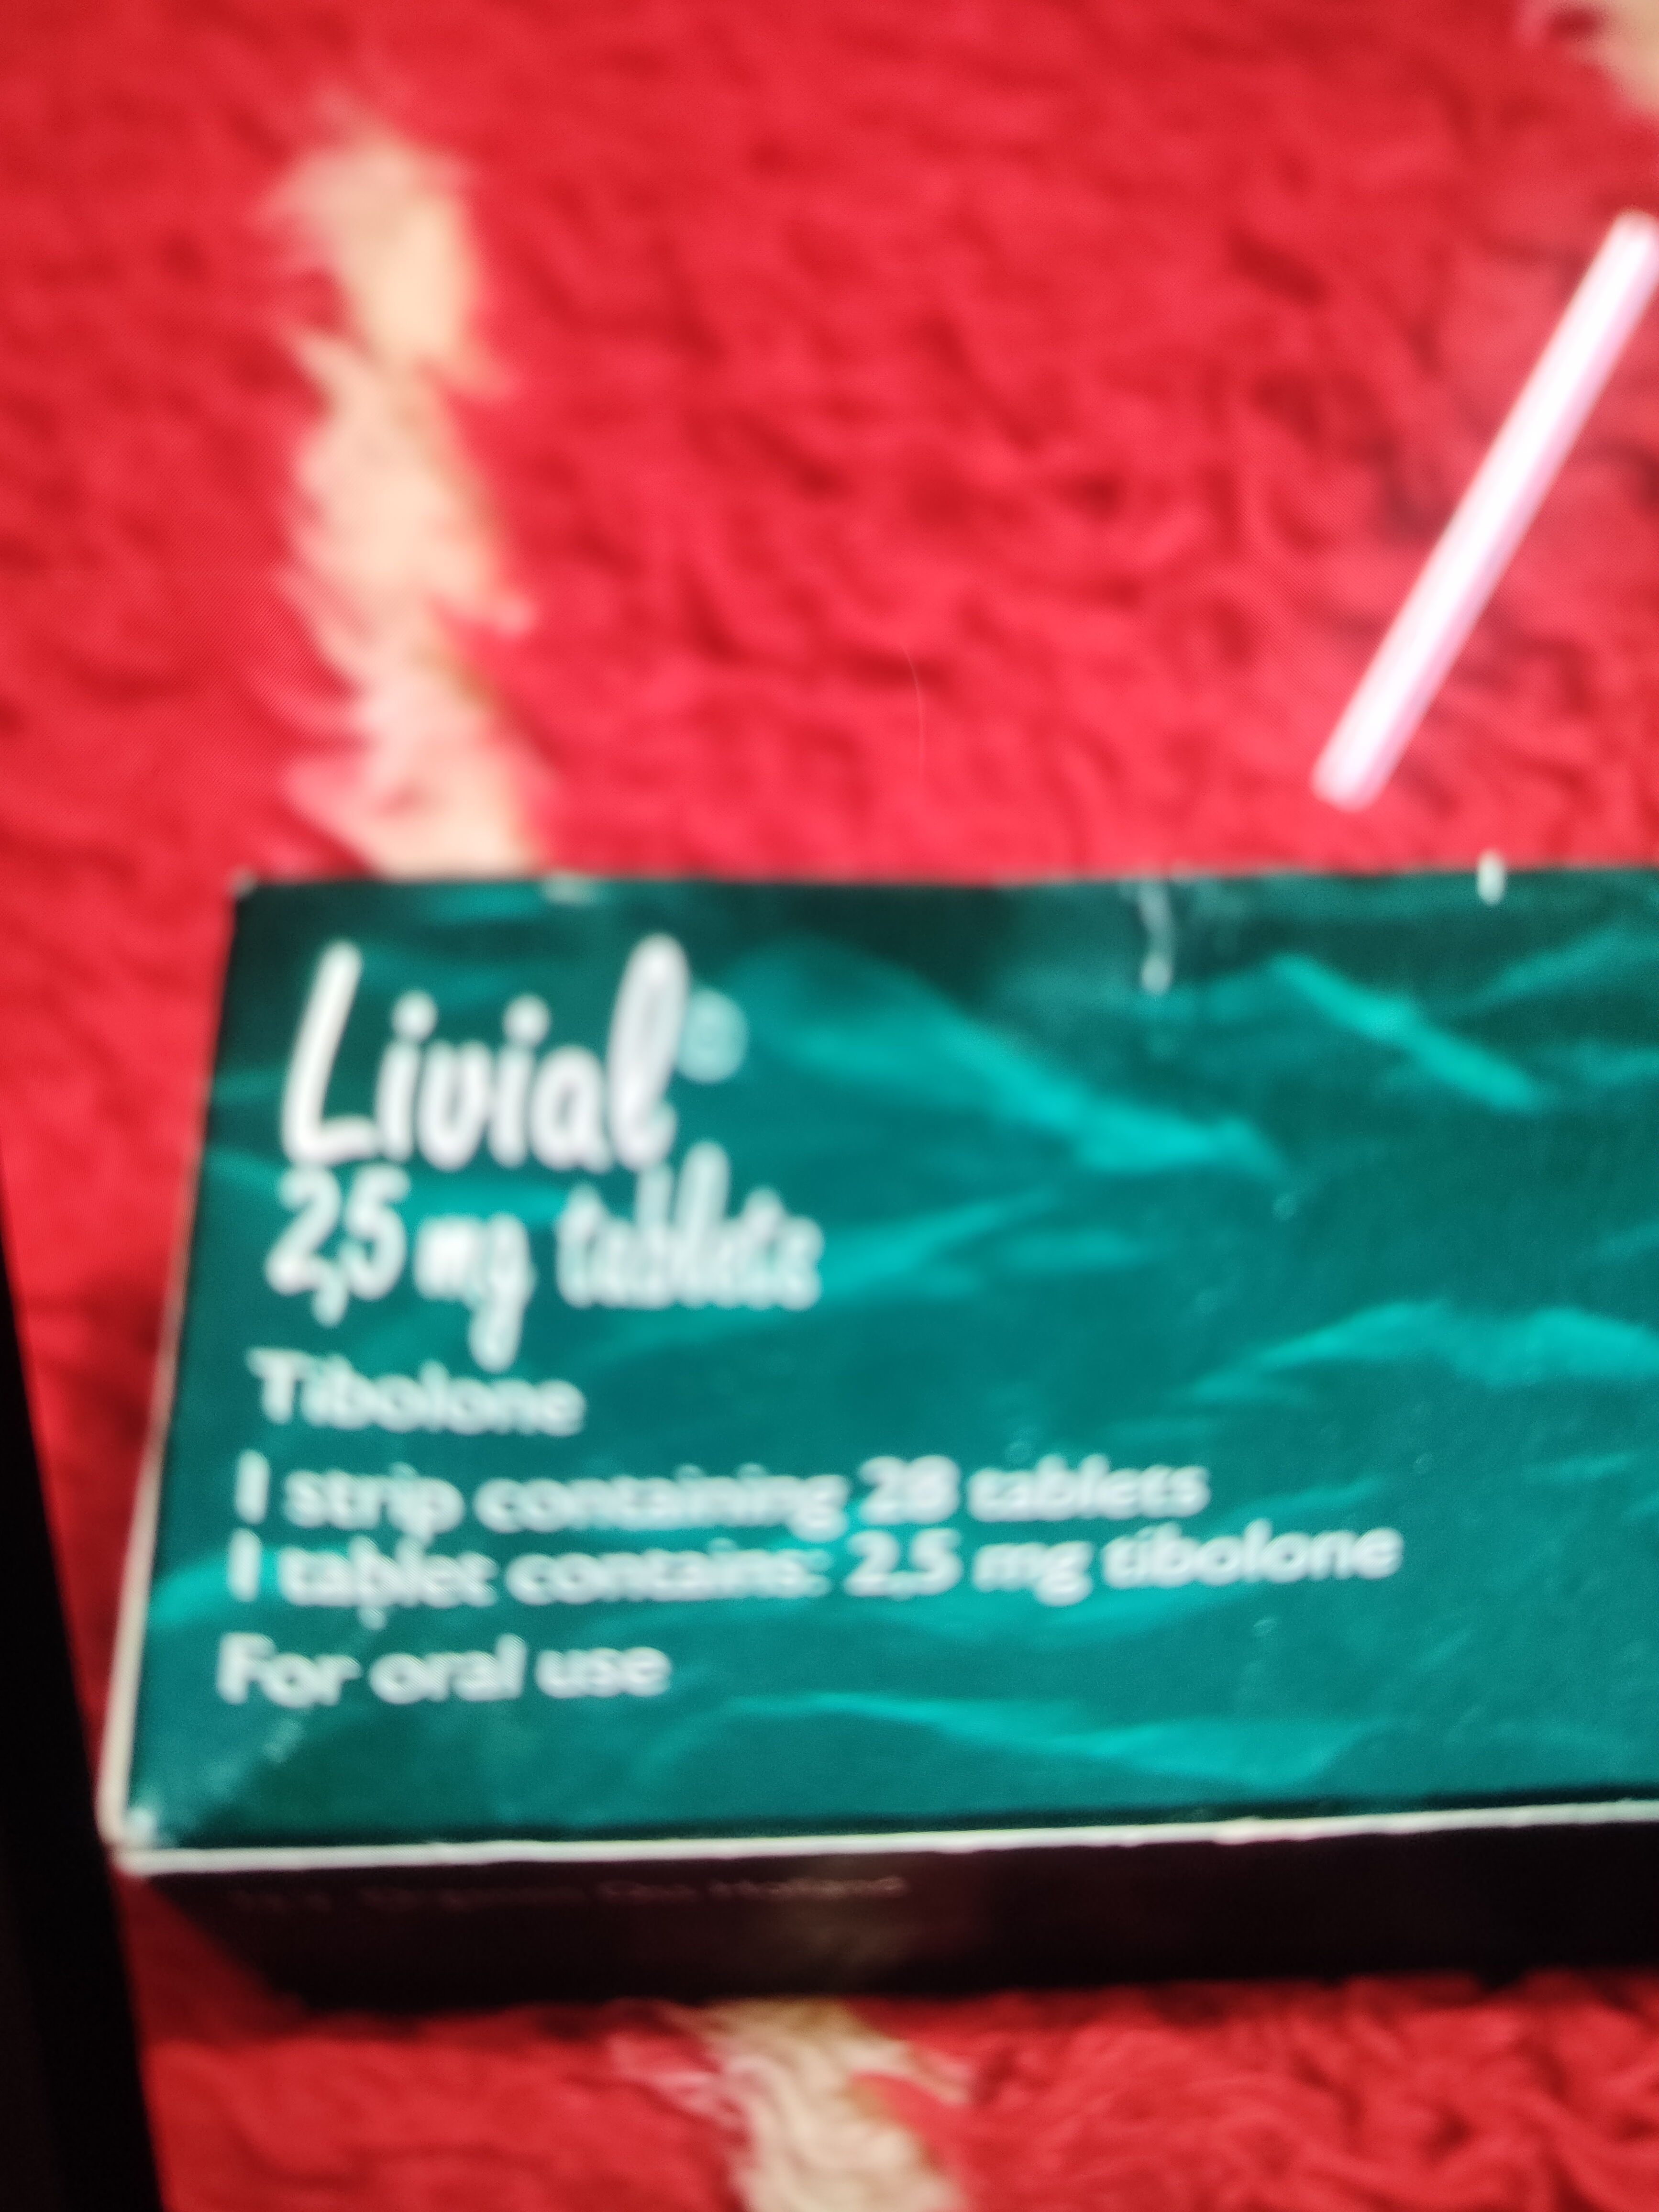 Livial®
2,5 mg tablets
Tibolone
1 strip containing 28 tablets
1 tablet contains: 2,5 mg tibolone
For oral use